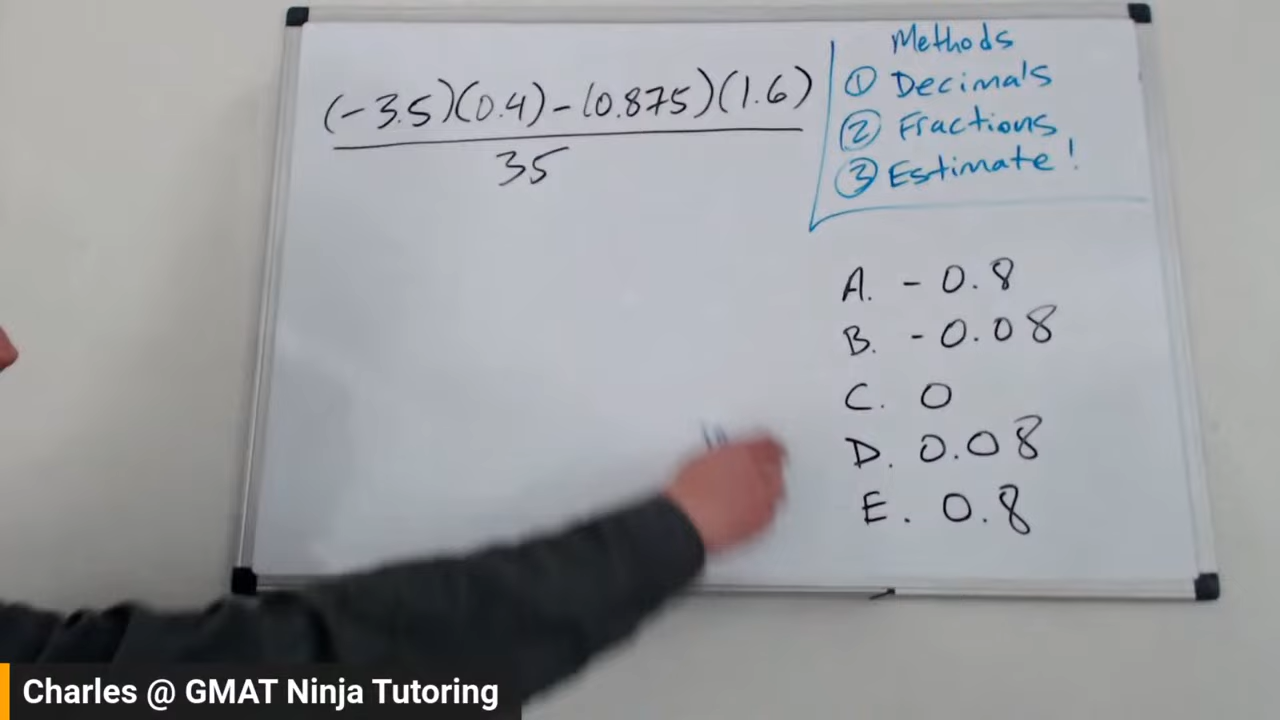 (-3.5)(0.4) - (0.875)(1.6)
35
Methods
① Decimals
② Fractions
③ Estimate!
A. -0.8
B. -0.08
C. 0
D. 0.08
E. 0.8
Charles @ GMAT Ninja Tutoring